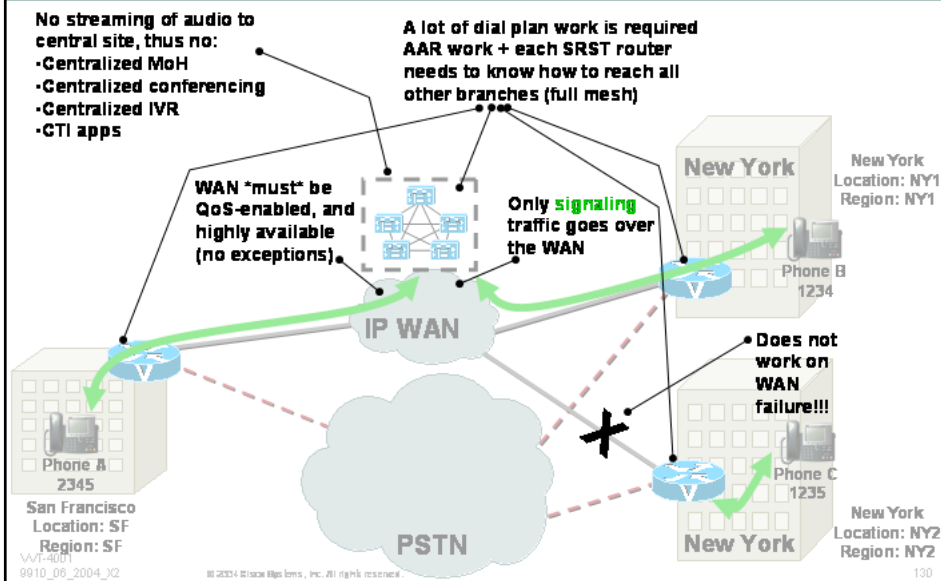 No streaming of audio to
central site, thus no:
•Centralized MoH
•Centralized conferencing
•Centralized IVR
•CTI apps
A lot of dial plan work is required
AAR work + each SRST router
needs to know how to reach all
other branches (full mesh)
WAN *must* be
QoS-enabled, and
highly available
(no exceptions)
Only signaling
traffic goes over
the WAN
New York
New York
Location: NY1
Region: NY1
Phone B
1234
IP WAN
V
V
Does not
work on
WAN
failure!!!
Phone A
2345
San Francisco
Location: SF
Region: SF
PSTN
V
Phone C
1235
New York
New York
Location: NY2
Region: NY2
VVT-4001
9910_06_2004_X2
© 2004 Cisco Systems, Inc. All rights reserved.
130